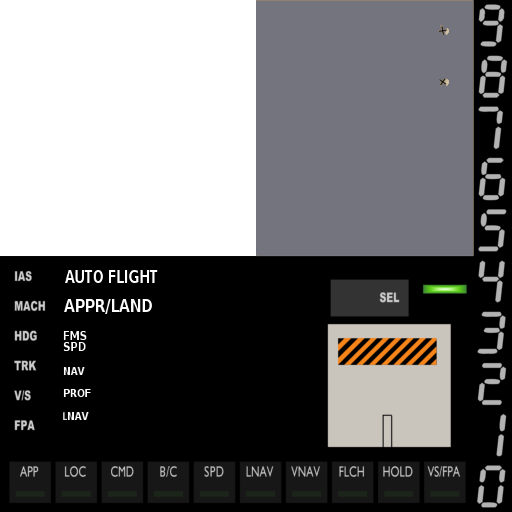 IAS AUTO FLIGHT
MACH APPR/LAND
HDG FMS
SPD
TRK NAV
V/S PROF
FPA LNAV
SEL
APP LOC CMD B/C SPD LNAV VNAV FLCH HOLD VS/FPA
9
8
7
6
5
4
3
2
1
0